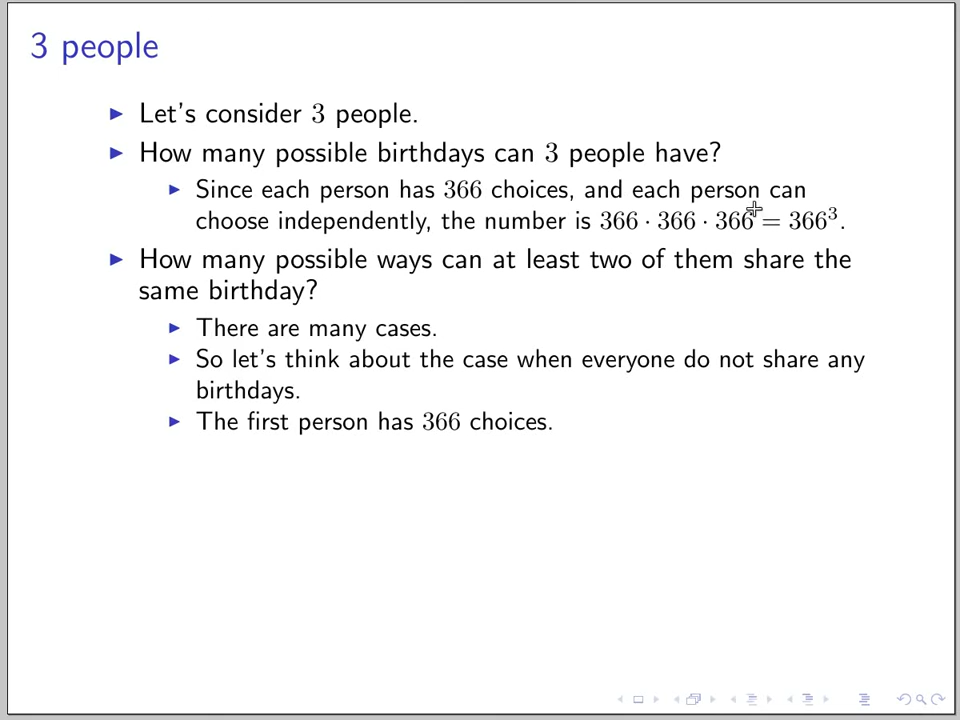 3 people
Let's consider 3 people.
How many possible birthdays can 3 people have?
Since each person has 366 choices, and each person can
choose independently, the number is 366 · 366 · 366 = 366³.
How many possible ways can at least two of them share the
same birthday?
There are many cases.
So let's think about the case when everyone do not share any
birthdays.
The first person has 366 choices.